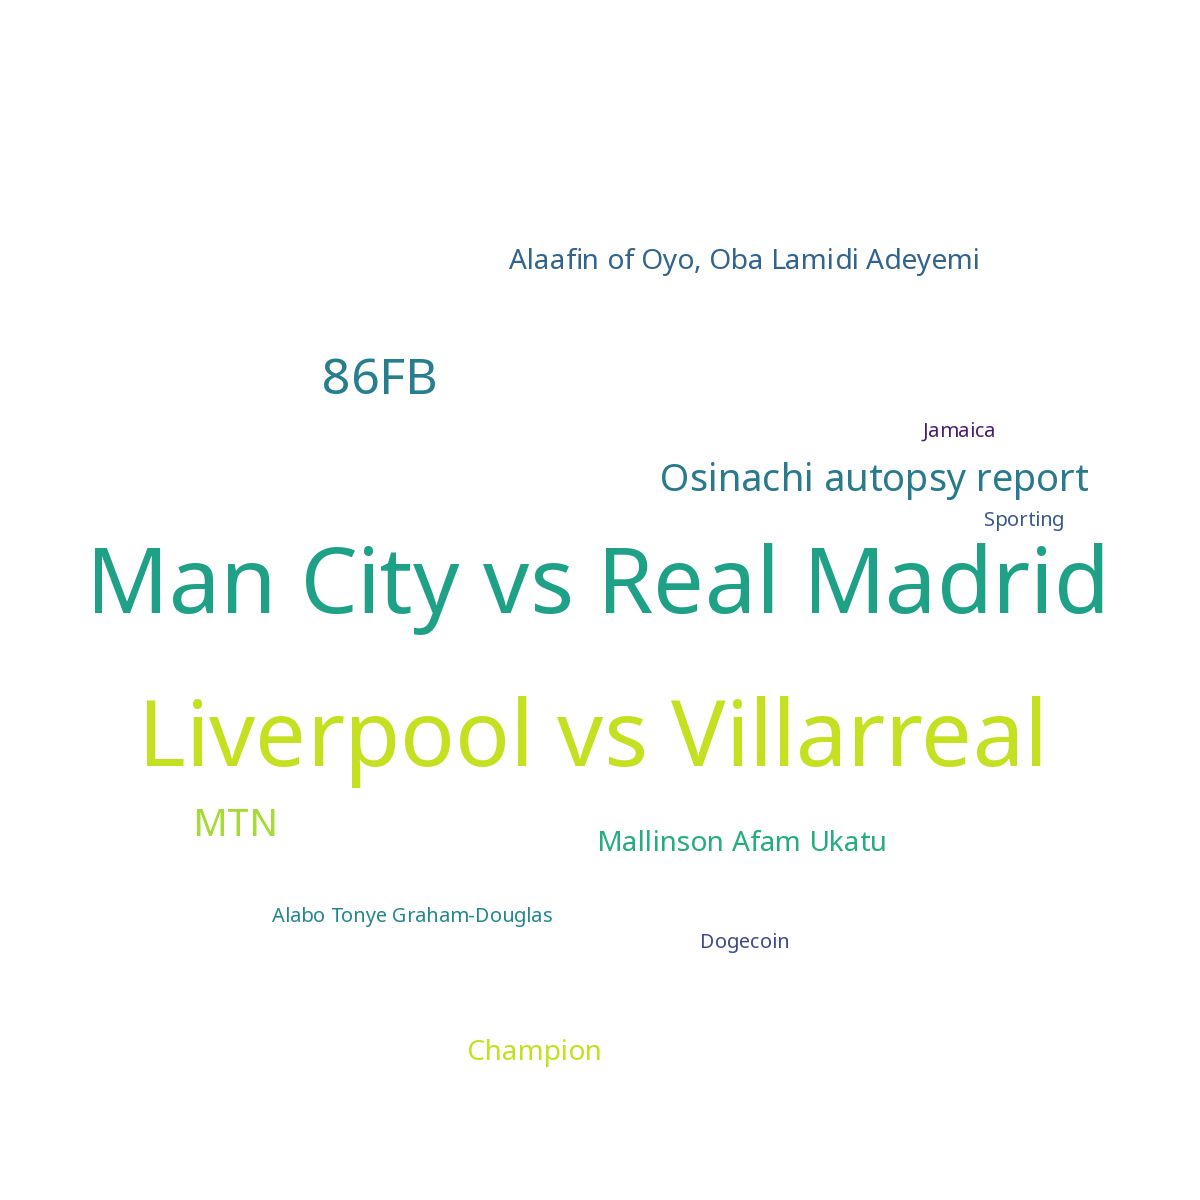 Alaafin of Oyo, Oba Lamidi Adeyemi
86FB
Jamaica
Osinachi autopsy report
Sporting
Man City vs Real Madrid
Liverpool vs Villarreal
MTN
Mallinson Afam Ukatu
Alabo Tonye Graham-Douglas
Dogecoin
Champion